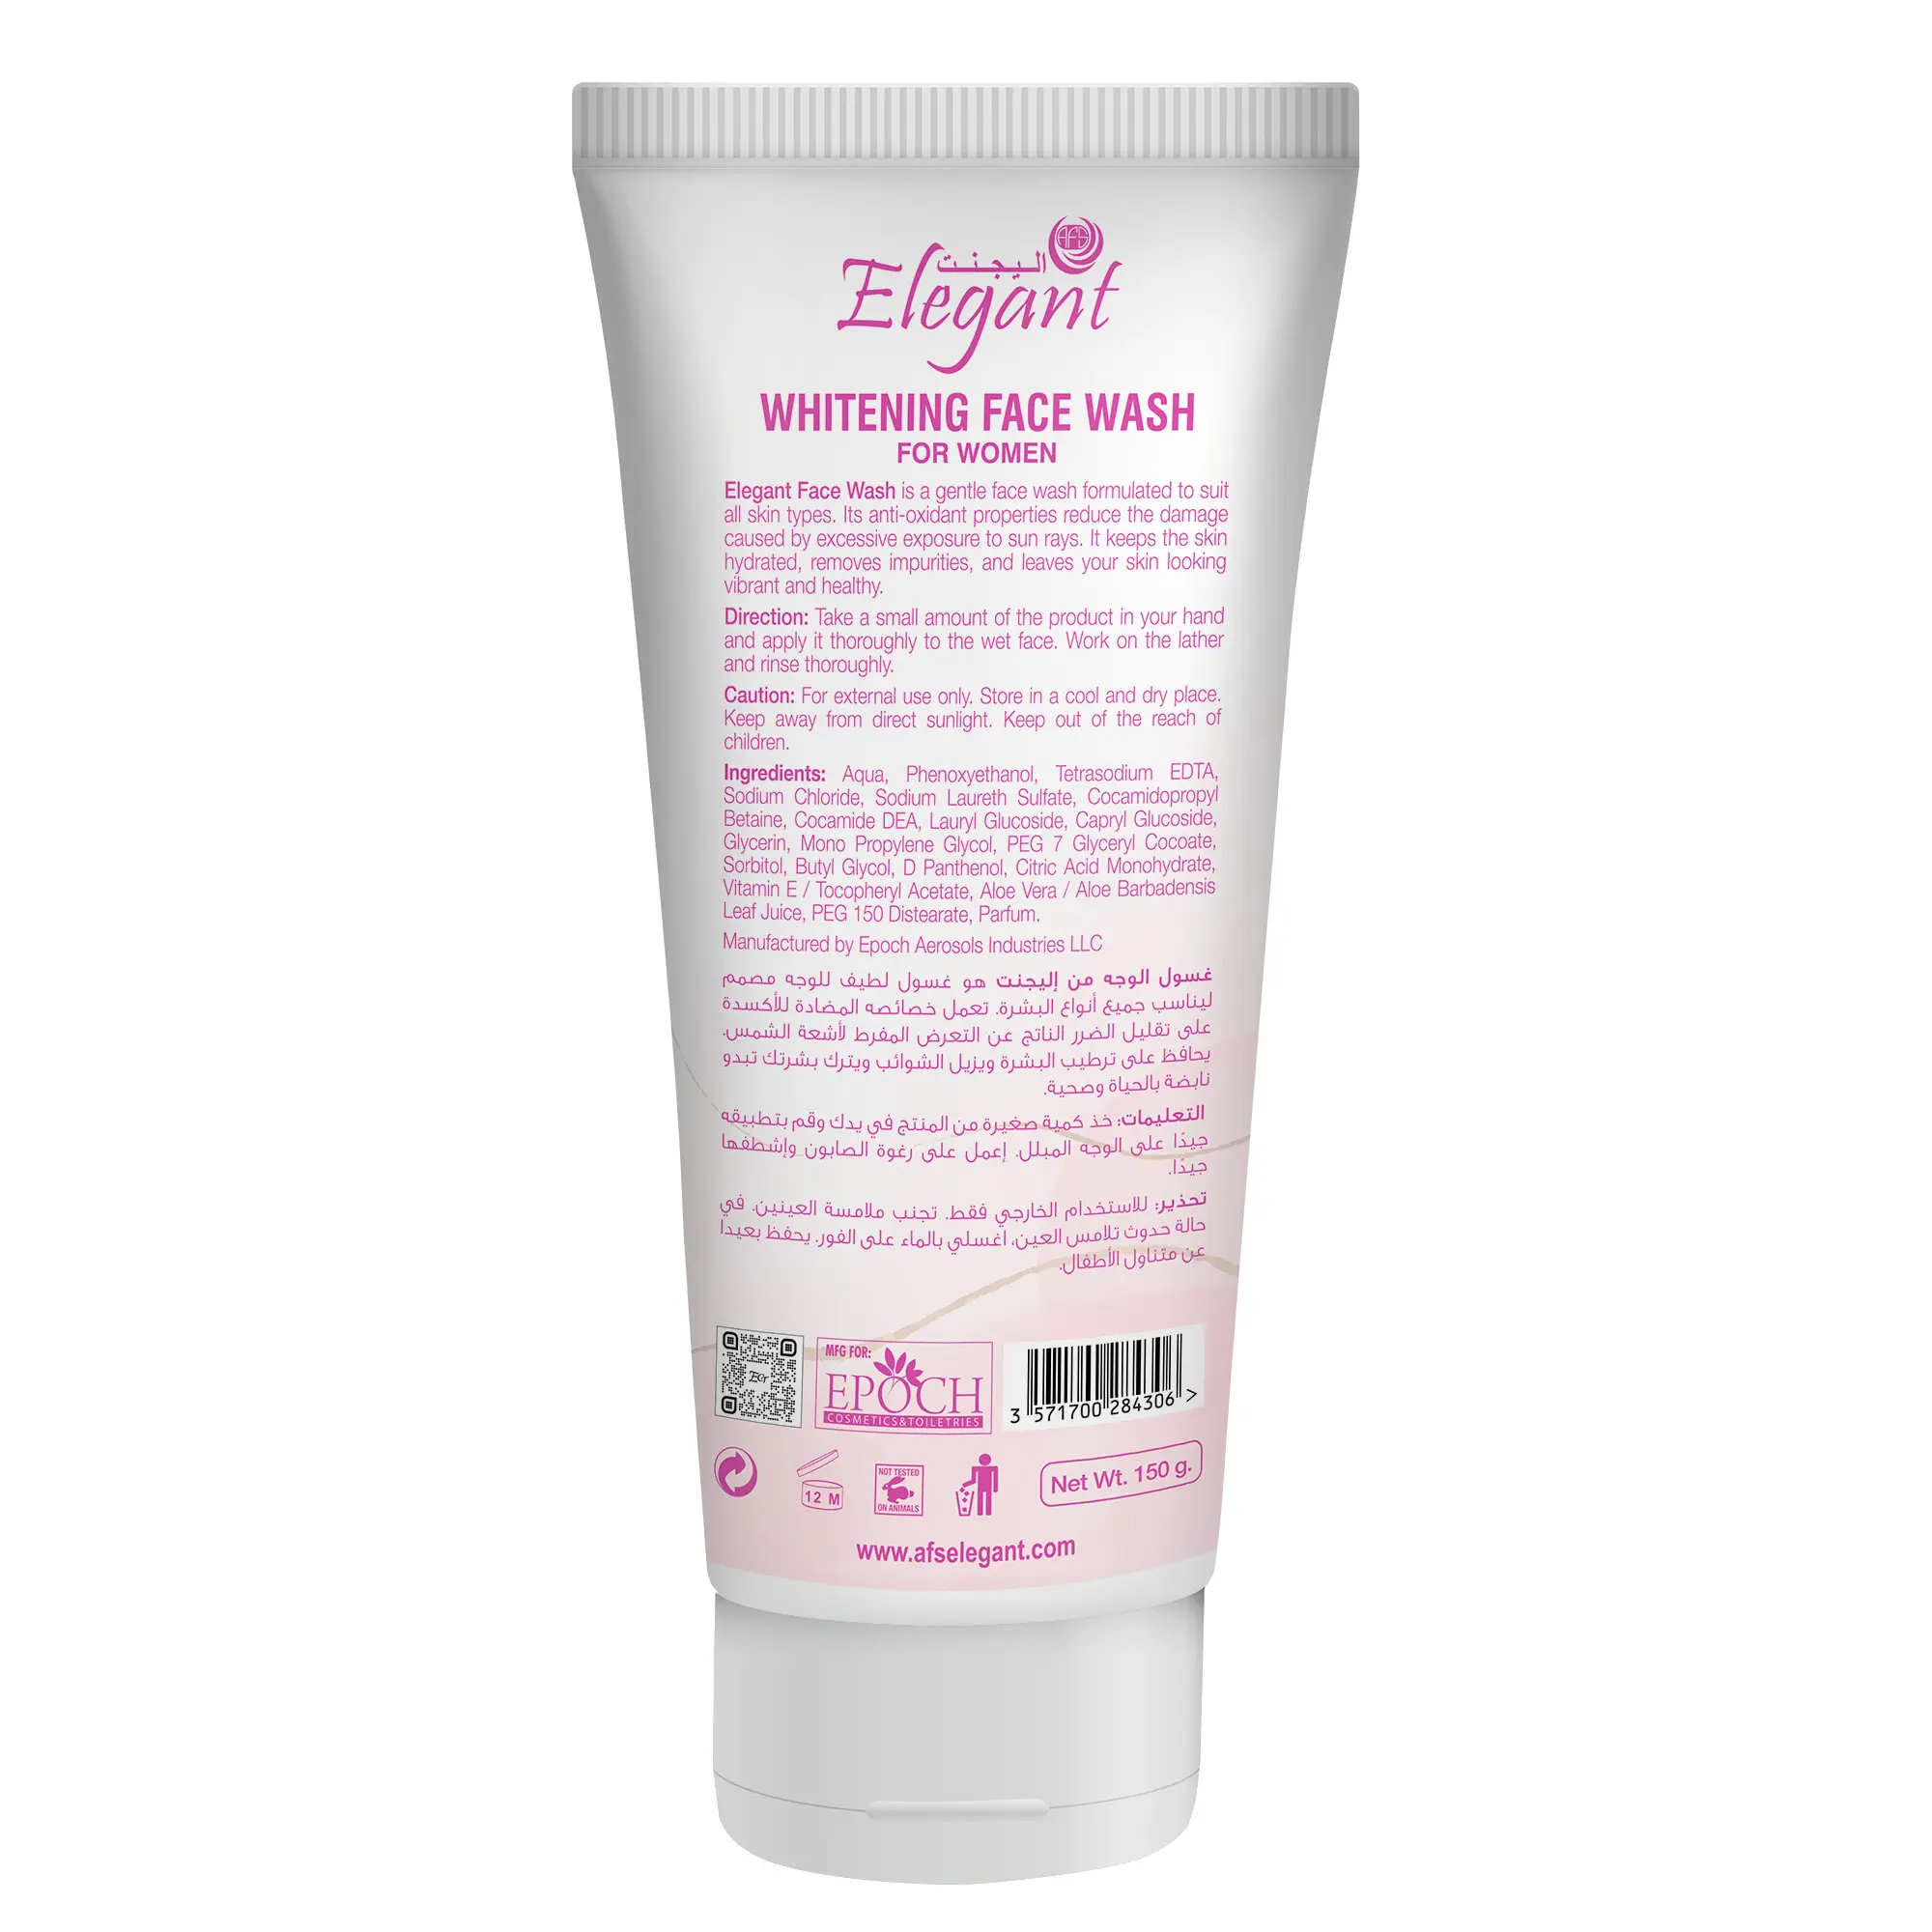 اليجنت
AFS
Elegant
WHITENING FACE WASH
FOR WOMEN
Elegant Face Wash is a gentle face wash formulated to suit
all skin types. Its anti-oxidant properties reduce the damage
caused by excessive exposure to sun rays. It keeps the skin
hydrated, removes impurities, and leaves your skin looking
vibrant and healthy.
Direction: Take a small amount of the product in your hand
and apply it thoroughly to the wet face. Work on the lather
and rinse thoroughly.
Caution: For external use only. Store in a cool and dry place.
Keep away from direct sunlight. Keep out of the reach of
children.
Ingredients: Aqua, Phenoxyethanol, Tetrasodium EDTA,
Sodium Chloride, Sodium Laureth Sulfate, Cocamidopropyl
Betaine, Cocamide DEA, Lauryl Glucoside, Capryl Glucoside,
Glycerin, Mono Propylene Glycol, PEG 7 Glyceryl Cocoate,
Sorbitol, Butyl Glycol, D Panthenol, Citric Acid Monohydrate,
Vitamin E / Tocopheryl Acetate, Aloe Vera / Aloe Barbadensis
Leaf Juice, PEG 150 Distearate, Parfum.
Manufactured by Epoch Aerosols Industries LLC
غسول الوجه من إليجنت هو غسول لطيف للوجه مصمم
ليناسب جميع أنواع البشرة. تعمل خصائصه المضادة للأكسدة
على تقليل الضرر الناتج عن التعرض المفرط لأشعة الشمس.
يحافظ على ترطيب البشرة ويزيل الشوائب ويترك بشرتك تبدو
نابضة بالحياة وصحية.
التعليمات: خذ كمية صغيرة من المنتج في يدك وقم بتطبيقه
جيدًا على الوجه المبلل. إعمل على رغوة الصابون وإشطفها
جيدًا.
تحذير: للاستخدام الخارجي فقط. تجنب ملامسة العينين. في
حالة حدوث تلامس العين، اغسلي بالماء على الفور. يحفظ بعيدا
عن متناول الأطفال.
MFG FOR:
EPOCH
COSMETICS&TOILETRIES
3 571700 284306 >
12 M
NOT TESTED
ON ANIMALS
Net Wt. 150 g.
www.afselegant.com